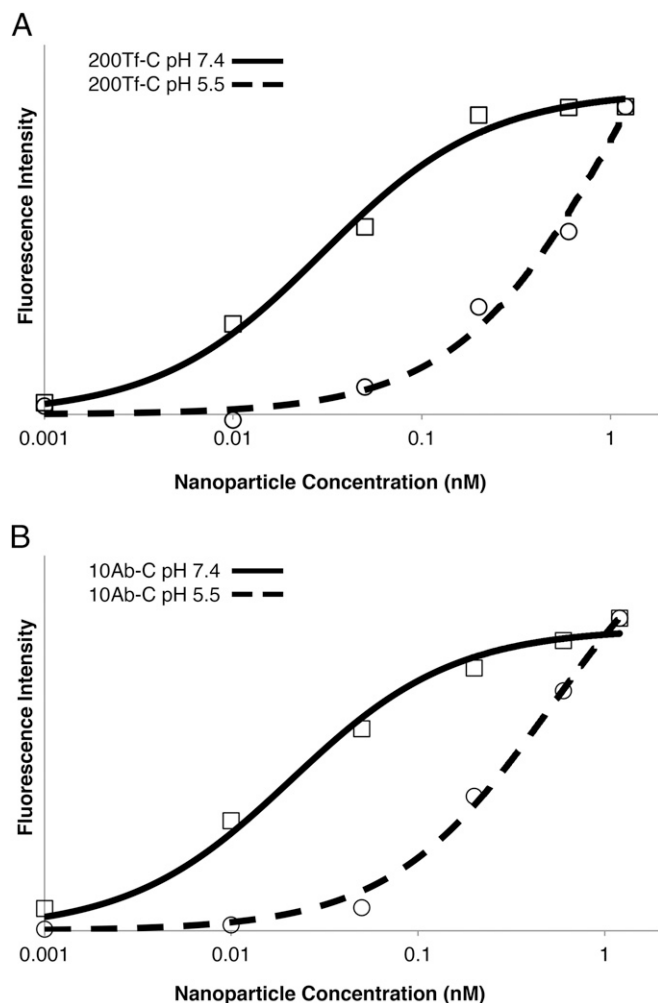 A
200Tf-C pH 7.4
200Tf-C pH 5.5
Fluorescence Intensity
0.001 0.01 0.1 1
Nanoparticle Concentration (nM)
B
10Ab-C pH 7.4
10Ab-C pH 5.5
Fluorescence Intensity
0.001 0.01 0.1 1
Nanoparticle Concentration (nM)